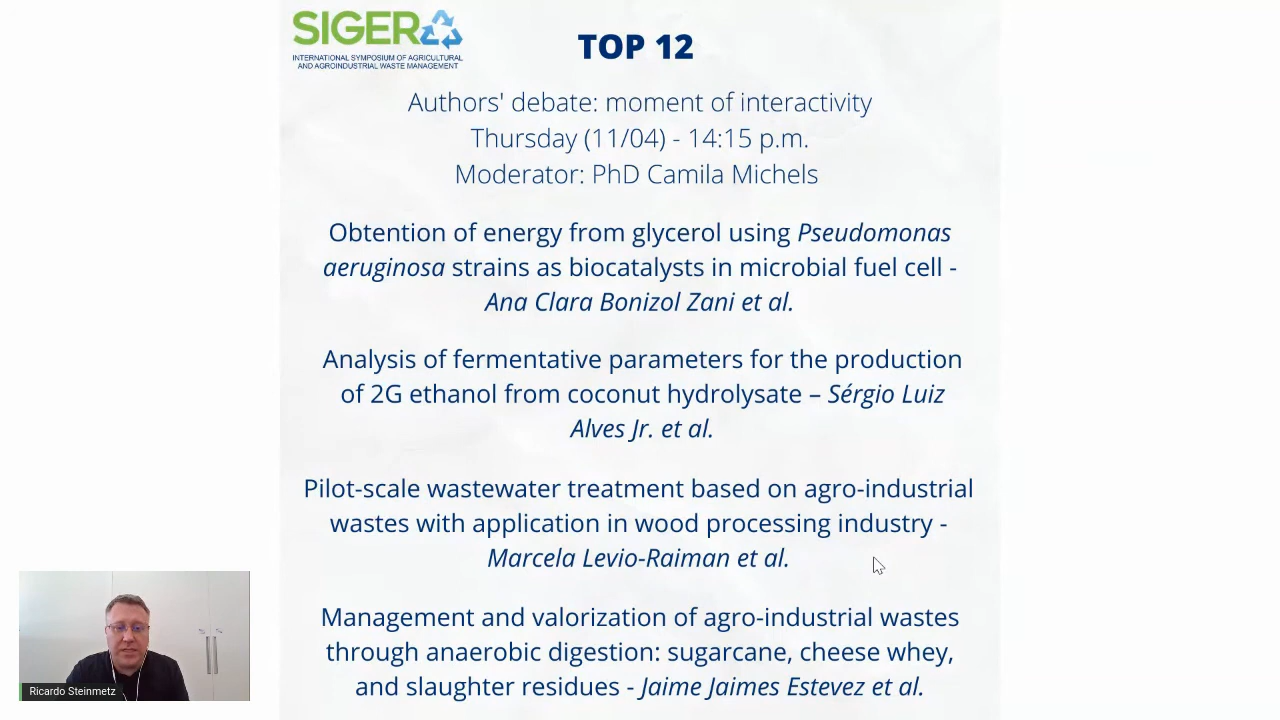 SIGER
INTERNATIONAL SYMPOSIUM OF AGRICULTURAL
AND AGROINDUSTRIAL WASTE MANAGEMENT
TOP 12
Authors' debate: moment of interactivity
Thursday (11/04) - 14:15 p.m.
Moderator: PhD Camila Michels
Obtention of energy from glycerol using Pseudomonas
aeruginosa strains as biocatalysts in microbial fuel cell -
Ana Clara Bonizol Zani et al.
Analysis of fermentative parameters for the production
of 2G ethanol from coconut hydrolysate – Sérgio Luiz
Alves Jr. et al.
Pilot-scale wastewater treatment based on agro-industrial
wastes with application in wood processing industry -
Marcela Levio-Raiman et al.
Management and valorization of agro-industrial wastes
through anaerobic digestion: sugarcane, cheese whey,
and slaughter residues - Jaime Jaimes Estevez et al.
Ricardo Steinmetz